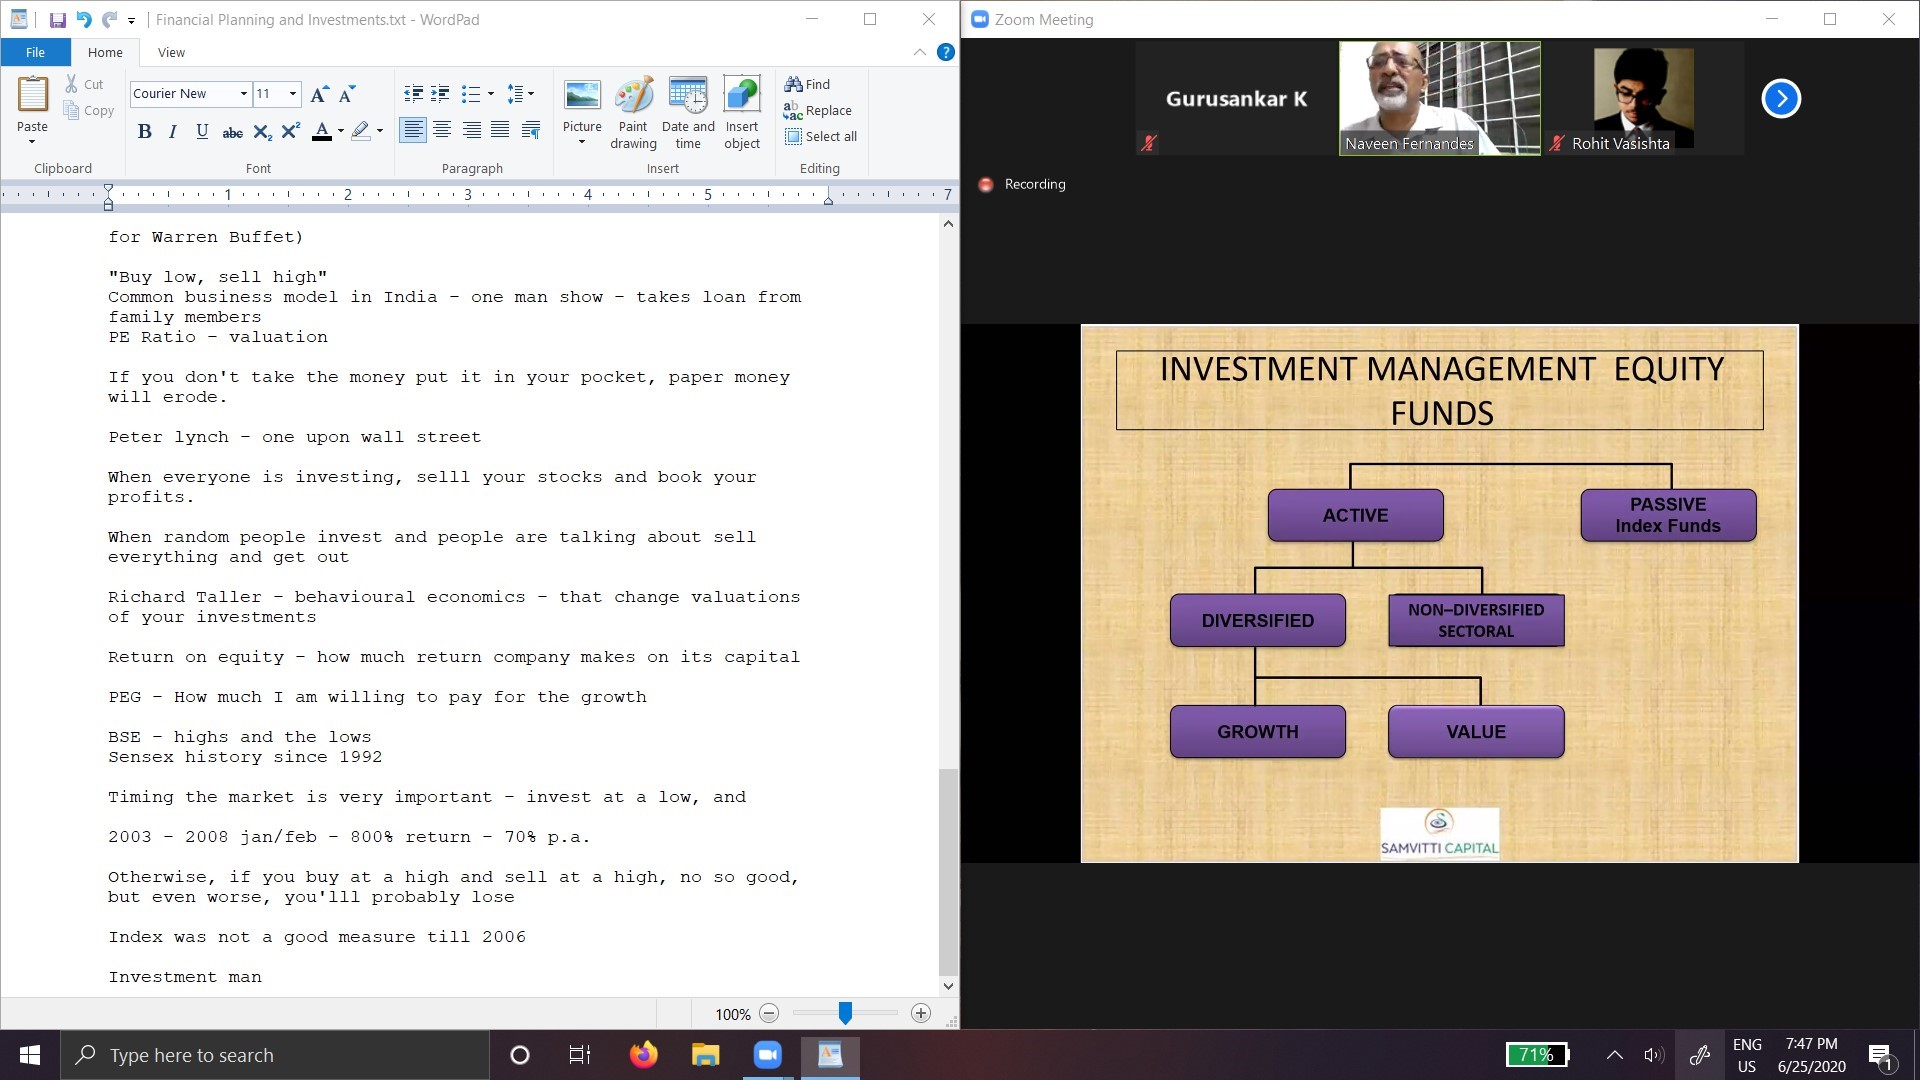 Financial Planning and Investments.txt - WordPad
File
Home
View
Paste
Cut
Copy
Clipboard
Courier New
11
B I U abc X₂ X² A
Font
Paragraph
Picture
Paint drawing
Date and time
Insert object
Insert
Find
Replace
Select all
Editing
1 2 3 4 5 7
for Warren Buffet)
"Buy low, sell high"
Common business model in India - one man show - takes loan from
family members
PE Ratio - valuation
If you don't take the money put it in your pocket, paper money
will erode.
Peter lynch - one upon wall street
When everyone is investing, selll your stocks and book your
profits.
When random people invest and people are talking about sell
everything and get out
Richard Taller - behavioural economics - that change valuations
of your investments
Return on equity - how much return company makes on its capital
PEG - How much I am willing to pay for the growth
BSE - highs and the lows
Sensex history since 1992
Timing the market is very important - invest at a low, and
2003 - 2008 jan/feb - 800% return - 70% p.a.
Otherwise, if you buy at a high and sell at a high, no so good,
but even worse, you'lll probably lose
Index was not a good measure till 2006
Investment man
100%
Zoom Meeting
Gurusankar K
Naveen Fernandes
Rohit Vasishta
Recording
INVESTMENT MANAGEMENT EQUITY
FUNDS
ACTIVE
PASSIVE
Index Funds
DIVERSIFIED
NON–DIVERSIFIED
SECTORAL
GROWTH
VALUE
SAMVITTI CAPITAL
Type here to search
71%
ENG
US
7:47 PM
6/25/2020
1